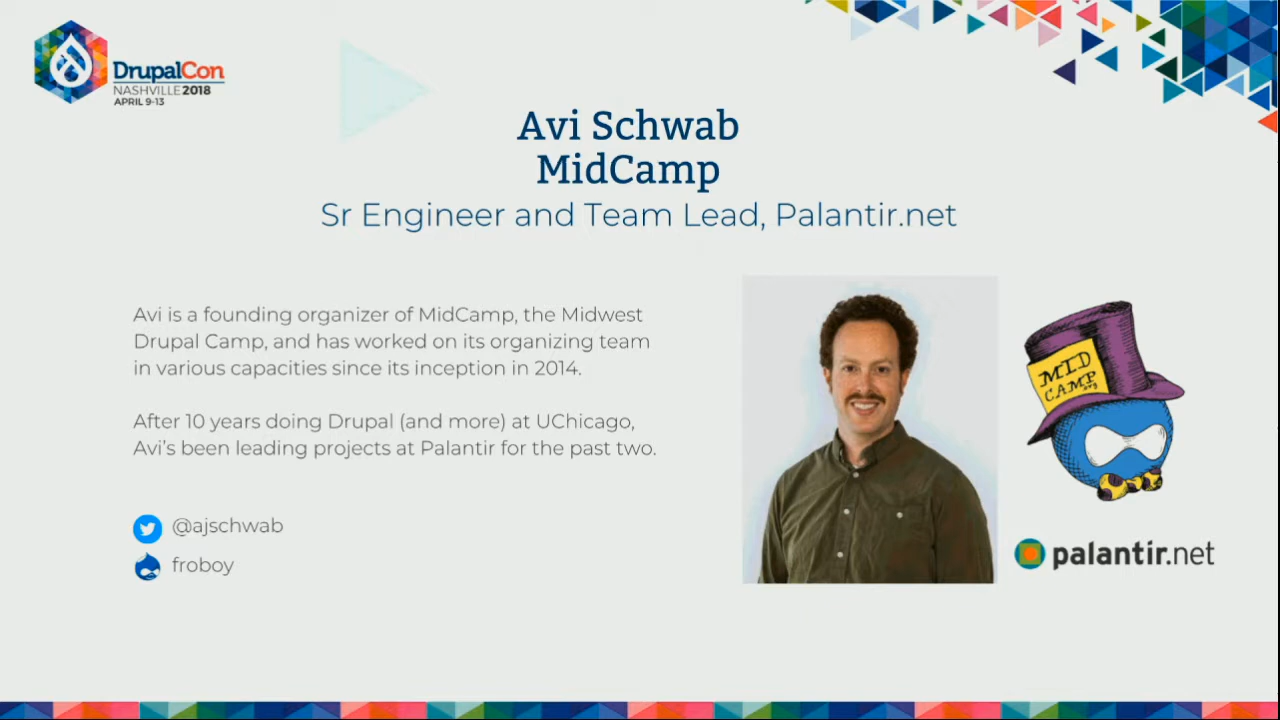 DrupalCon
NASHVILLE 2018
APRIL 9-13
Avi Schwab
MidCamp
Sr Engineer and Team Lead, Palantir.net
Avi is a founding organizer of MidCamp, the Midwest
Drupal Camp, and has worked on its organizing team
in various capacities since its inception in 2014.
After 10 years doing Drupal (and more) at UChicago,
Avi's been leading projects at Palantir for the past two.
@ajschwab
froboy
MID
CAMP.org
palantir.net